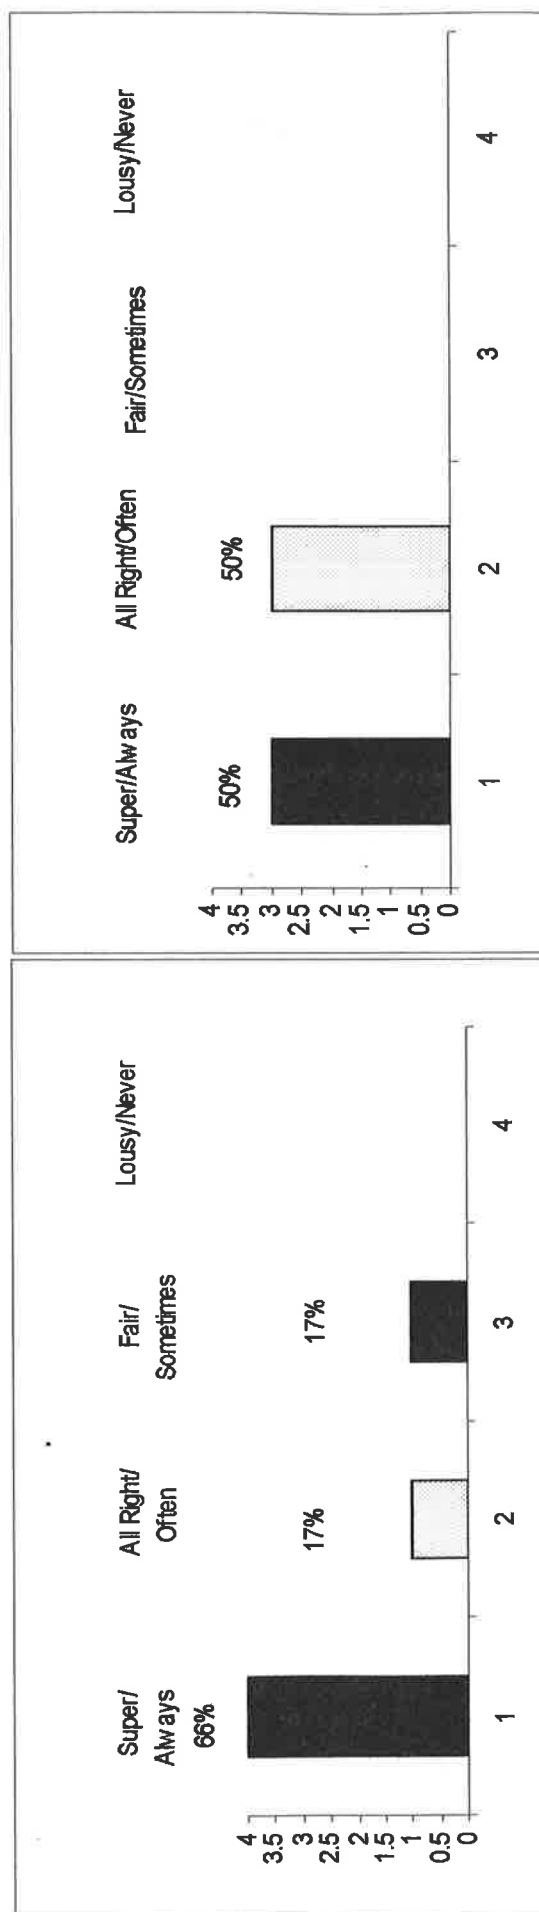 Super/
Always
All Right/
Often
Fair/
Sometimes
Lousy/Never
66%
17%
17%
4
3.5
3
2.5
2
1.5
1
0.5
0
1
2
3
4
Super/Always
All Right/Often
Fair/Sometimes
Lousy/Never
50%
50%
4
3.5
3
2.5
2
1.5
1
0.5
0
1
2
3
4